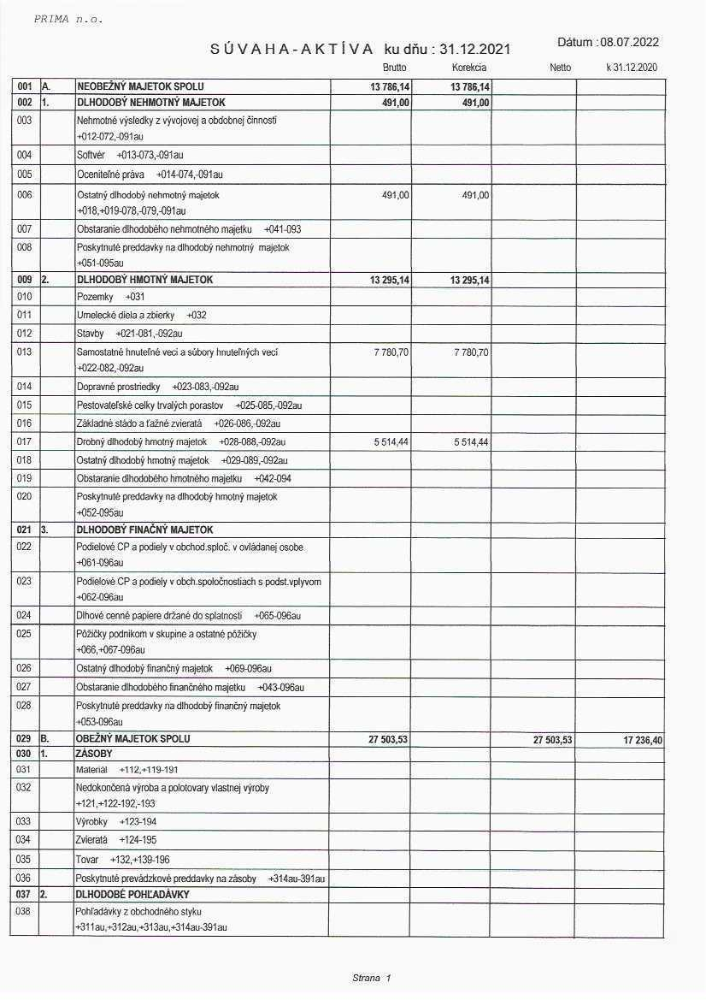 PRIMA n.o.
SÚVAHA-AKTÍVA ku dňu : 31.12.2021
Dátum : 08.07.2022
Brutto Korekcia Netto k 31.12.2020
001 A. NEOBEŽNÝ MAJETOK SPOLU 13 786,14 13 786,14
002 1. DLHODOBÝ NEHMOTNÝ MAJETOK 491,00 491,00
003 Nehmotné výsledky z vývojovej a obdobnej činnosti
+012-072,-091au
004 Softvér +013-073,-091au
005 Oceniteľné práva +014-074,-091au
006 Ostatný dlhodobý nehmotný majetok 491,00 491,00
+018,+019-078,-079,-091au
007 Obstaranie dlhodobého nehmotného majetku +041-093
008 Poskytnuté preddavky na dlhodobý nehmotný majetok
+051-095au
009 2. DLHODOBÝ HMOTNÝ MAJETOK 13 295,14 13 295,14
010 Pozemky +031
011 Umelecké diela a zbierky +032
012 Stavby +021-081,-092au
013 Samostatné hnuteľné veci a súbory hnuteľných vecí 7 780,70 7 780,70
+022-082,-092au
014 Dopravné prostriedky +023-083,-092au
015 Pestovateľské celky trvalých porastov +025-085,-092au
016 Základné stádo a ťažné zvieratá +026-086,-092au
017 Drobný dlhodobý hmotný majetok +028-088,-092au 5 514,44 5 514,44
018 Ostatný dlhodobý hmotný majetok +029-089,-092au
019 Obstaranie dlhodobého hmotného majetku +042-094
020 Poskytnuté preddavky na dlhodobý hmotný majetok
+052-095au
021 3. DLHODOBÝ FINAČNÝ MAJETOK
022 Podielové CP a podiely v obchod.sploč. v ovládanej osobe
+061-096au
023 Podielové CP a podiely v obch.spoločnostiach s podst.vplyvom
+062-096au
024 Dlhové cenné papiere držané do splatnosti +065-096au
025 Pôžičky podnikom v skupine a ostatné pôžičky
+066,+067-096au
026 Ostatný dlhodobý finančný majetok +069-096au
027 Obstaranie dlhodobého finančného majetku +043-096au
028 Poskytnuté preddavky na dlhodobý finančný majetok
+053-096au
029 B. OBEŽNÝ MAJETOK SPOLU 27 503,53 27 503,53 17 236,40
030 1. ZÁSOBY
031 Materiál +112,+119-191
032 Nedokončená výroba a polotovary vlastnej výroby
+121,+122-192,-193
033 Výrobky +123-194
034 Zvieratá +124-195
035 Tovar +132,+139-196
036 Poskytnuté prevádzkové preddavky na zásoby +314au-391au
037 2. DLHODOBÉ POHĽADÁVKY
038 Pohľadávky z obchodného styku
+311au,+312au,+313au,+314au-391au
Strana 1